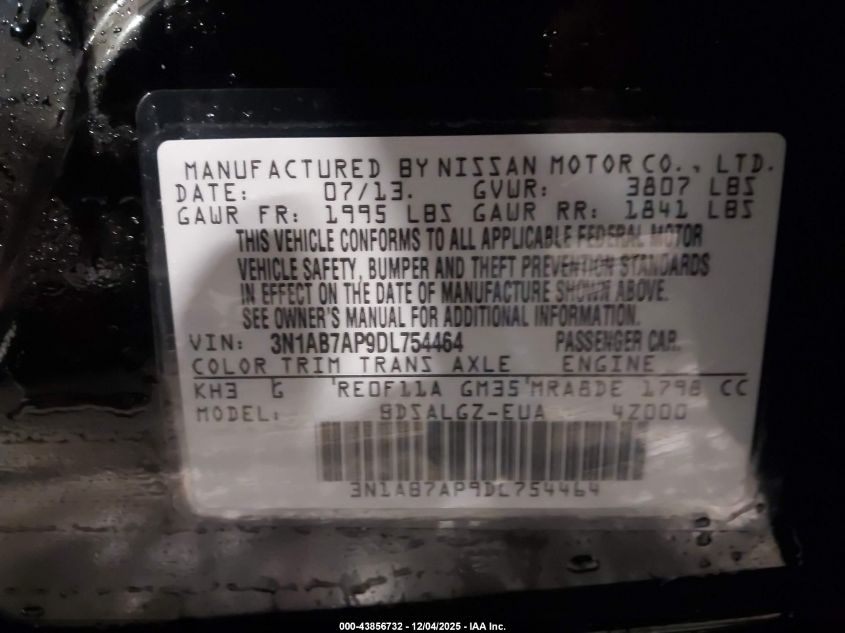 MANUFACTURED BY NISSAN MOTOR CO., LTD.
DATE: 07/13. GVWR: 3807 LBS
GAWR FR: 1995 LBS GAWR RR: 1841 LBS
THIS VEHICLE CONFORMS TO ALL APPLICABLE FEDERAL MOTOR
VEHICLE SAFETY, BUMPER AND THEFT PREVENTION STANDARDS
IN EFFECT ON THE DATE OF MANUFACTURE SHOWN ABOVE.
SEE OWNER'S MANUAL FOR ADDITIONAL INFORMATION.
VIN: 3N1AB7AP9DL754464 PASSENGER CAR.
COLOR TRIM TRANS AXLE ENGINE
KH3 G 'RE0F11A GM35'MRA8DE 1798 CC
MODEL: BDSALGZ-EUA 4Z000
3N1AB7AP9DL754464
000-43856732 - 12/04/2025 - IAA Inc.